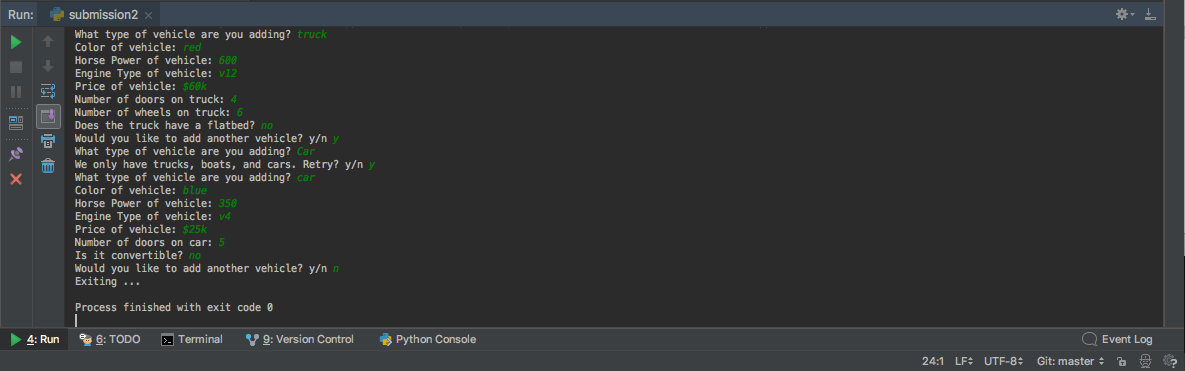 Run: submission2
What type of vehicle are you adding? truck
Color of vehicle: red
Horse Power of vehicle: 600
Engine Type of vehicle: v12
Price of vehicle: $60k
Number of doors on truck: 4
Number of wheels on truck: 6
Does the truck have a flatbed? no
Would you like to add another vehicle? y/n y
What type of vehicle are you adding? Car
We only have trucks, boats, and cars. Retry? y/n y
What type of vehicle are you adding? car
Color of vehicle: blue
Horse Power of vehicle: 350
Engine Type of vehicle: v4
Price of vehicle: $25k
Number of doors on car: 5
Is it convertible? no
Would you like to add another vehicle? y/n n
Exiting ...
Process finished with exit code 0
4: Run 6: TODO Terminal 9: Version Control Python Console Event Log
24:1 LF UTF-8 Git: master